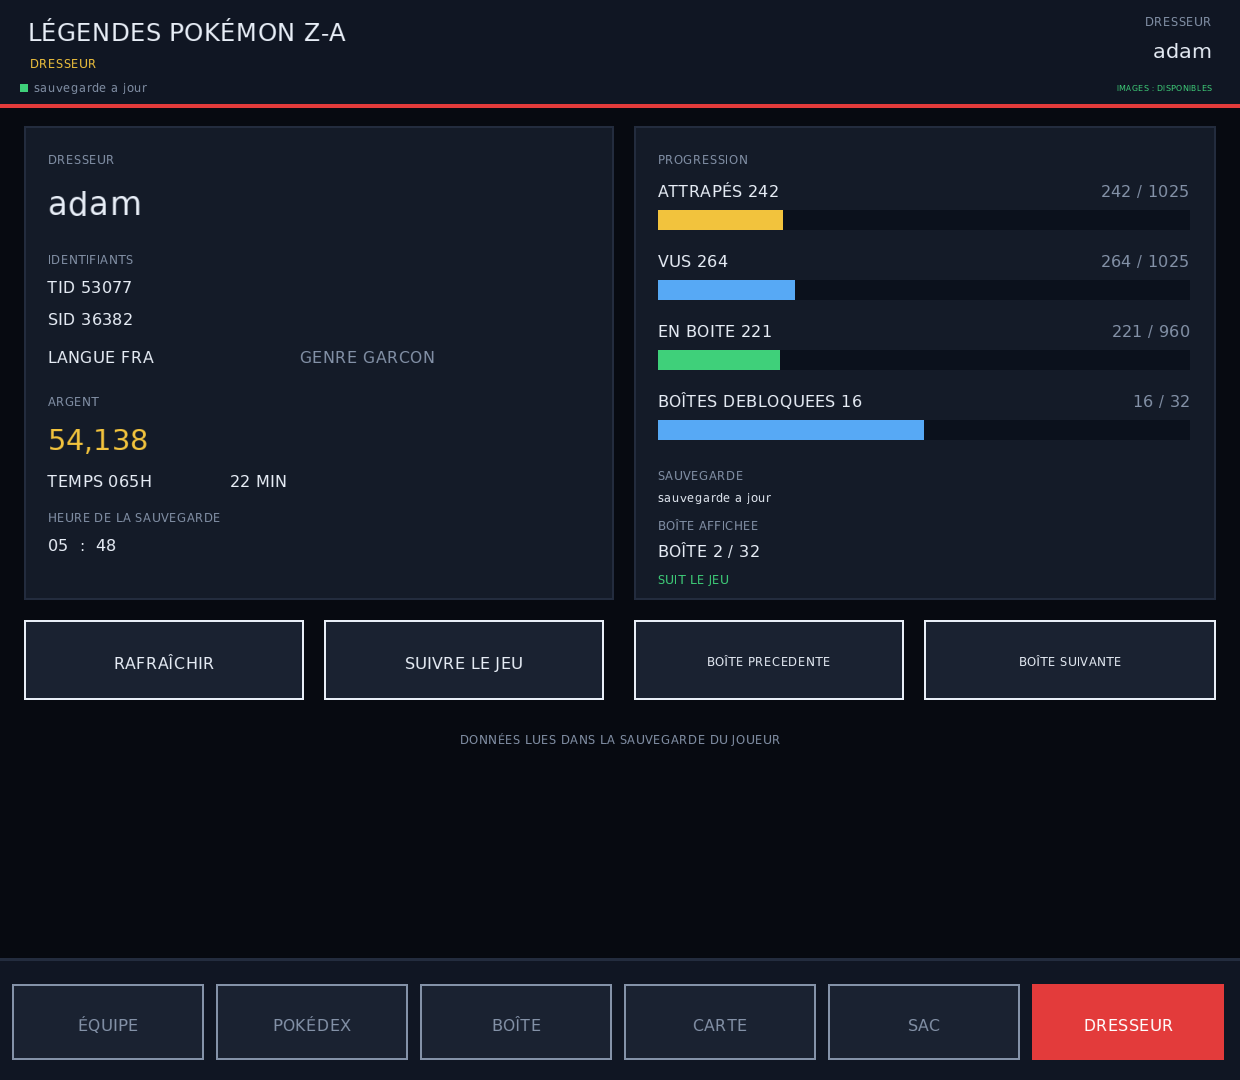 LÉGENDES POKÉMON Z-A
DRESSEUR
sauvegarde a jour
DRESSEUR
adam
IMAGES : DISPONIBLES
DRESSEUR
adam
IDENTIFIANTS
TID 53077
SID 36382
LANGUE FRA GENRE GARCON
ARGENT
54,138
TEMPS 065H 22 MIN
HEURE DE LA SAUVEGARDE
05 : 48
PROGRESSION
ATTRAPÉS 242 242 / 1025
VUS 264 264 / 1025
EN BOITE 221 221 / 960
BOÎTES DEBLOQUEES 16 16 / 32
SAUVEGARDE
sauvegarde a jour
BOÎTE AFFICHEE
BOÎTE 2 / 32
SUIT LE JEU
RAFRAÎCHIR SUIVRE LE JEU BOÎTE PRECEDENTE BOÎTE SUIVANTE
DONNÉES LUES DANS LA SAUVEGARDE DU JOUEUR
ÉQUIPE POKÉDEX BOÎTE CARTE SAC DRESSEUR